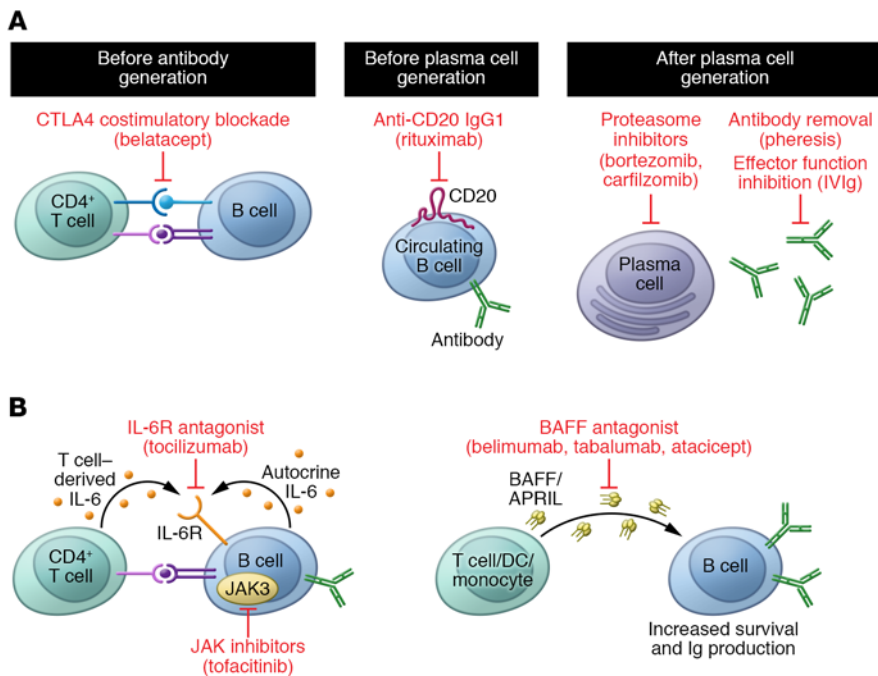 A
Before antibody
generation
CTLA4 costimulatory blockade
(belatacept)
CD4+
T cell
B cell
Before plasma cell
generation
Anti-CD20 IgG1
(rituximab)
CD20
Circulating
B cell
Antibody
After plasma cell
generation
Proteasome
inhibitors
(bortezomib,
carfilzomib)
Antibody removal
(pheresis)
Effector function
inhibition (IVIg)
Plasma
cell
B
IL-6R antagonist
(tocilizumab)
T cell–
derived
IL-6
Autocrine
IL-6
IL-6R
CD4+
T cell
B cell
JAK3
JAK inhibitors
(tofacitinib)
BAFF antagonist
(belimumab, tabalumab, atacicept)
BAFF/
APRIL
T cell/DC/
monocyte
B cell
Increased survival
and Ig production